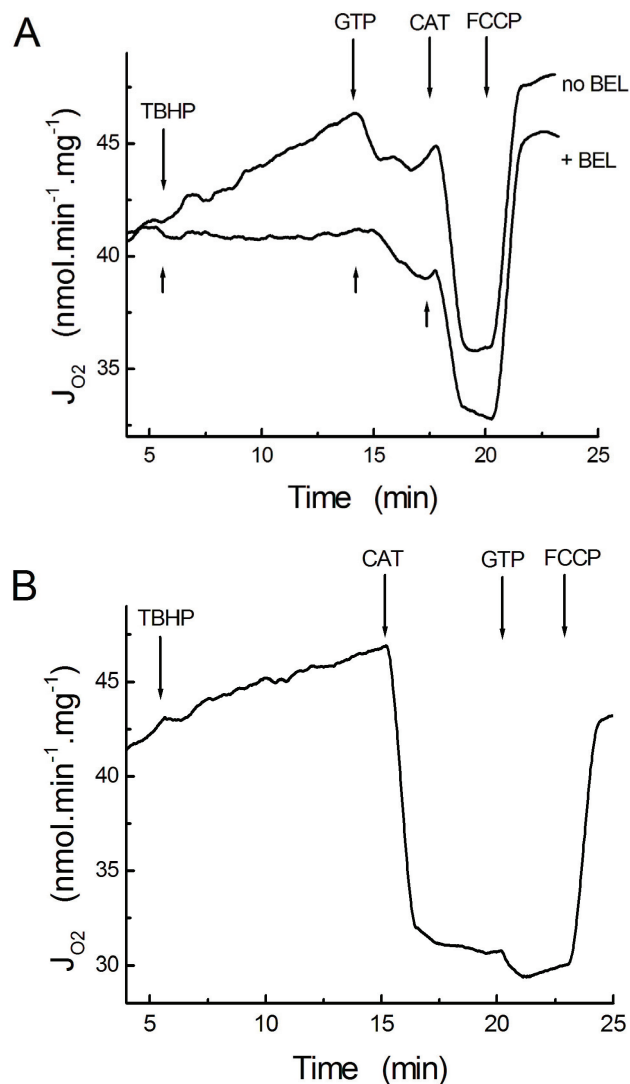 A
GTP CAT FCCP
TBHP
no BEL
+ BEL
45
40
35
J_O2 (nmol.min⁻¹.mg⁻¹)
5 10 15 20 25
Time (min)
B
CAT GTP FCCP
TBHP
45
40
35
30
J_O2 (nmol.min⁻¹.mg⁻¹)
5 10 15 20 25
Time (min)